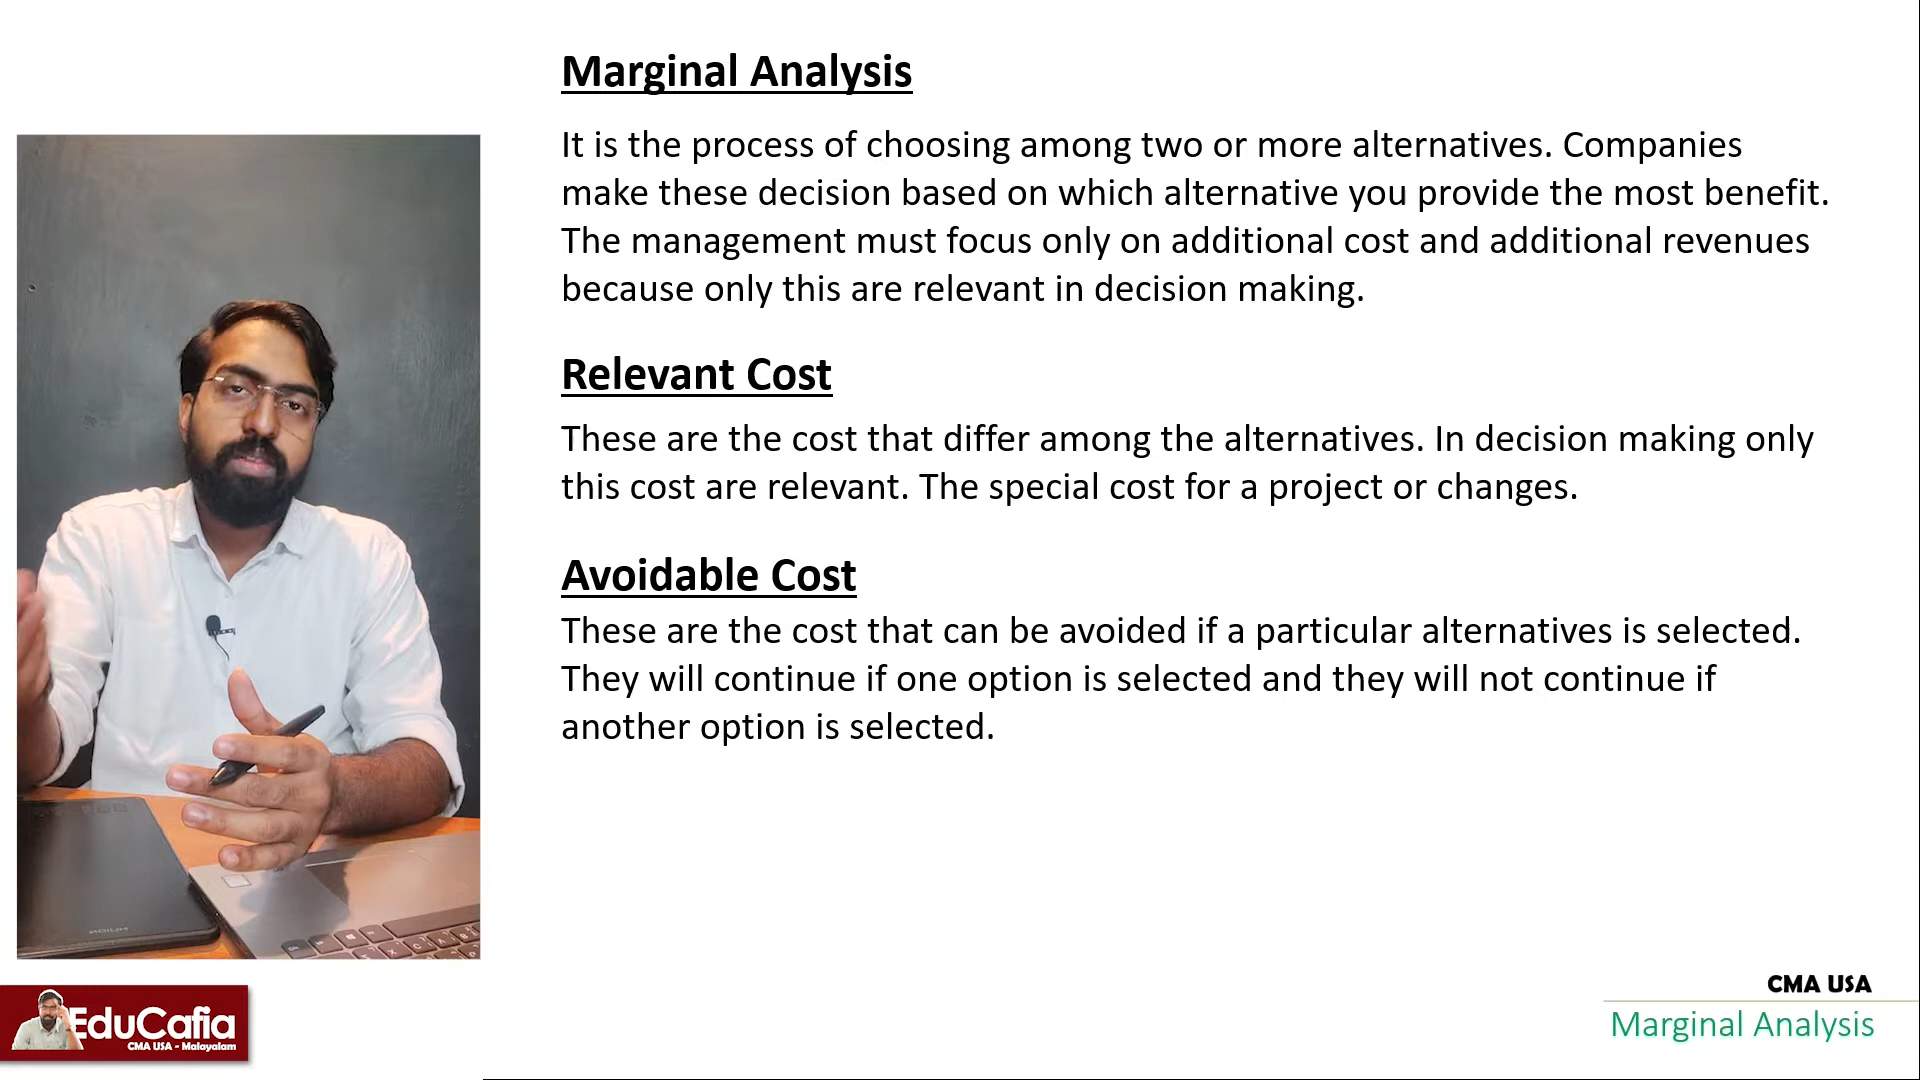 Marginal Analysis
It is the process of choosing among two or more alternatives. Companies
make these decision based on which alternative you provide the most benefit.
The management must focus only on additional cost and additional revenues
because only this are relevant in decision making.
Relevant Cost
These are the cost that differ among the alternatives. In decision making only
this cost are relevant. The special cost for a project or changes.
Avoidable Cost
These are the cost that can be avoided if a particular alternatives is selected.
They will continue if one option is selected and they will not continue if
another option is selected.
EduCafia
CMA USA - Malayalam
CMA USA
Marginal Analysis